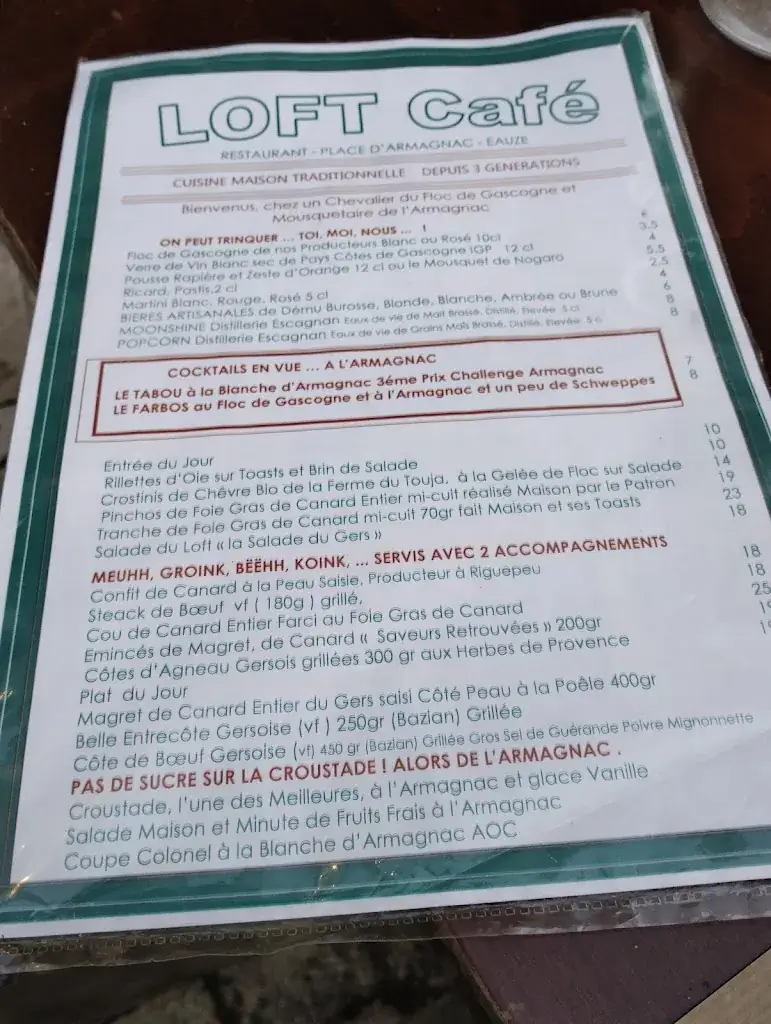 LOFT Café
RESTAURANT - PLACE D'ARMAGNAC - EAUZE
CUISINE MAISON TRADITIONNELLE DEPUIS 3 GENERATIONS
Bienvenus, chez un Chevalier du Floc de Gascogne et
Mousquetaire de l'Armagnac
€
ON PEUT TRINQUER ... TOI, MOI, NOUS ... !
Floc de Gascogne de nos Producteurs Blanc ou Rosé 10cl 3.5
Verre de Vin Blanc sec de Pays Côtes de Gascogne IGP 12 cl 4
Pousse Rapière et Zeste d'Orange 12 cl ou le Mousquet de Nogaro 5.5
Ricard, Pastis,2 cl 2.5
Martini Blanc, Rouge, Rosé 5 cl 4
BIERES ARTISANALES de Dému Burosse, Blonde, Blanche, Ambrée ou Brune 6
MOONSHINE Distillerie Escagnan Eaux de vie de Malt Brassé, Distillé, Elevée 5 cl 8
POPCORN Distillerie Escagnan Eaux de vie de Grains Maïs Brassé, Distillé, Elevée 5 c 8
COCKTAILS EN VUE ... A L'ARMAGNAC
LE TABOU à la Blanche d'Armagnac 3éme Prix Challenge Armagnac 7
LE FARBOS au Floc de Gascogne et à l'Armagnac et un peu de Schweppes 8
Entrée du Jour 10
Rillettes d'Oie sur Toasts et Brin de Salade 10
Crostinis de Chêvre Bio de la Ferme du Touja, à la Gelée de Floc sur Salade 14
Pinchos de Foie Gras de Canard Entier mi-cuit réalisé Maison par le Patron 19
Tranche de Foie Gras de Canard mi-cuit 70gr fait Maison et ses Toasts 23
Salade du Loft « la Salade du Gers » 18
MEUHH, GROINK, BËËHH, KOINK, ... SERVIS AVEC 2 ACCOMPAGNEMENTS
Confit de Canard à la Peau Saisie, Producteur à Riguepeu 18
Steack de Bœuf vf ( 180g ) grillé, 18
Cou de Canard Entier Farci au Foie Gras de Canard 25
Emincés de Magret, de Canard « Saveurs Retrouvées » 200gr
Côtes d'Agneau Gersois grillées 300 gr aux Herbes de Provence
Plat du Jour
Magret de Canard Entier du Gers saisi Côté Peau à la Poêle 400gr
Belle Entrecôte Gersoise (vf ) 250gr (Bazian) Grillée
Côte de Bœuf Gersoise (vf) 450 gr (Bazian) Grillée Gros Sel de Guérande Poivre Mignonnette
PAS DE SUCRE SUR LA CROUSTADE ! ALORS DE L'ARMAGNAC .
Croustade, l'une des Meilleures, à l'Armagnac et glace Vanille
Salade Maison et Minute de Fruits Frais à l'Armagnac
Coupe Colonel à la Blanche d'Armagnac AOC